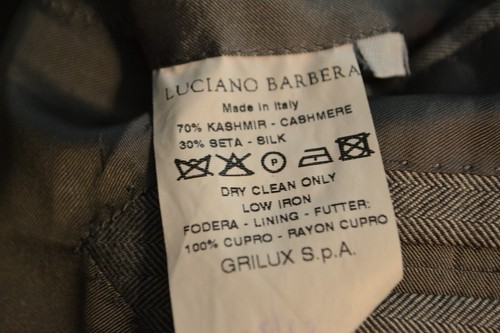 LUCIANO BARBERA
Made in Italy
70% KASHMIR - CASHMERE
30% SETA - SILK
P
DRY CLEAN ONLY
LOW IRON
FODERA - LINING - FUTTER:
100% CUPRO - RAYON CUPRO
GRILUX S.p.A.